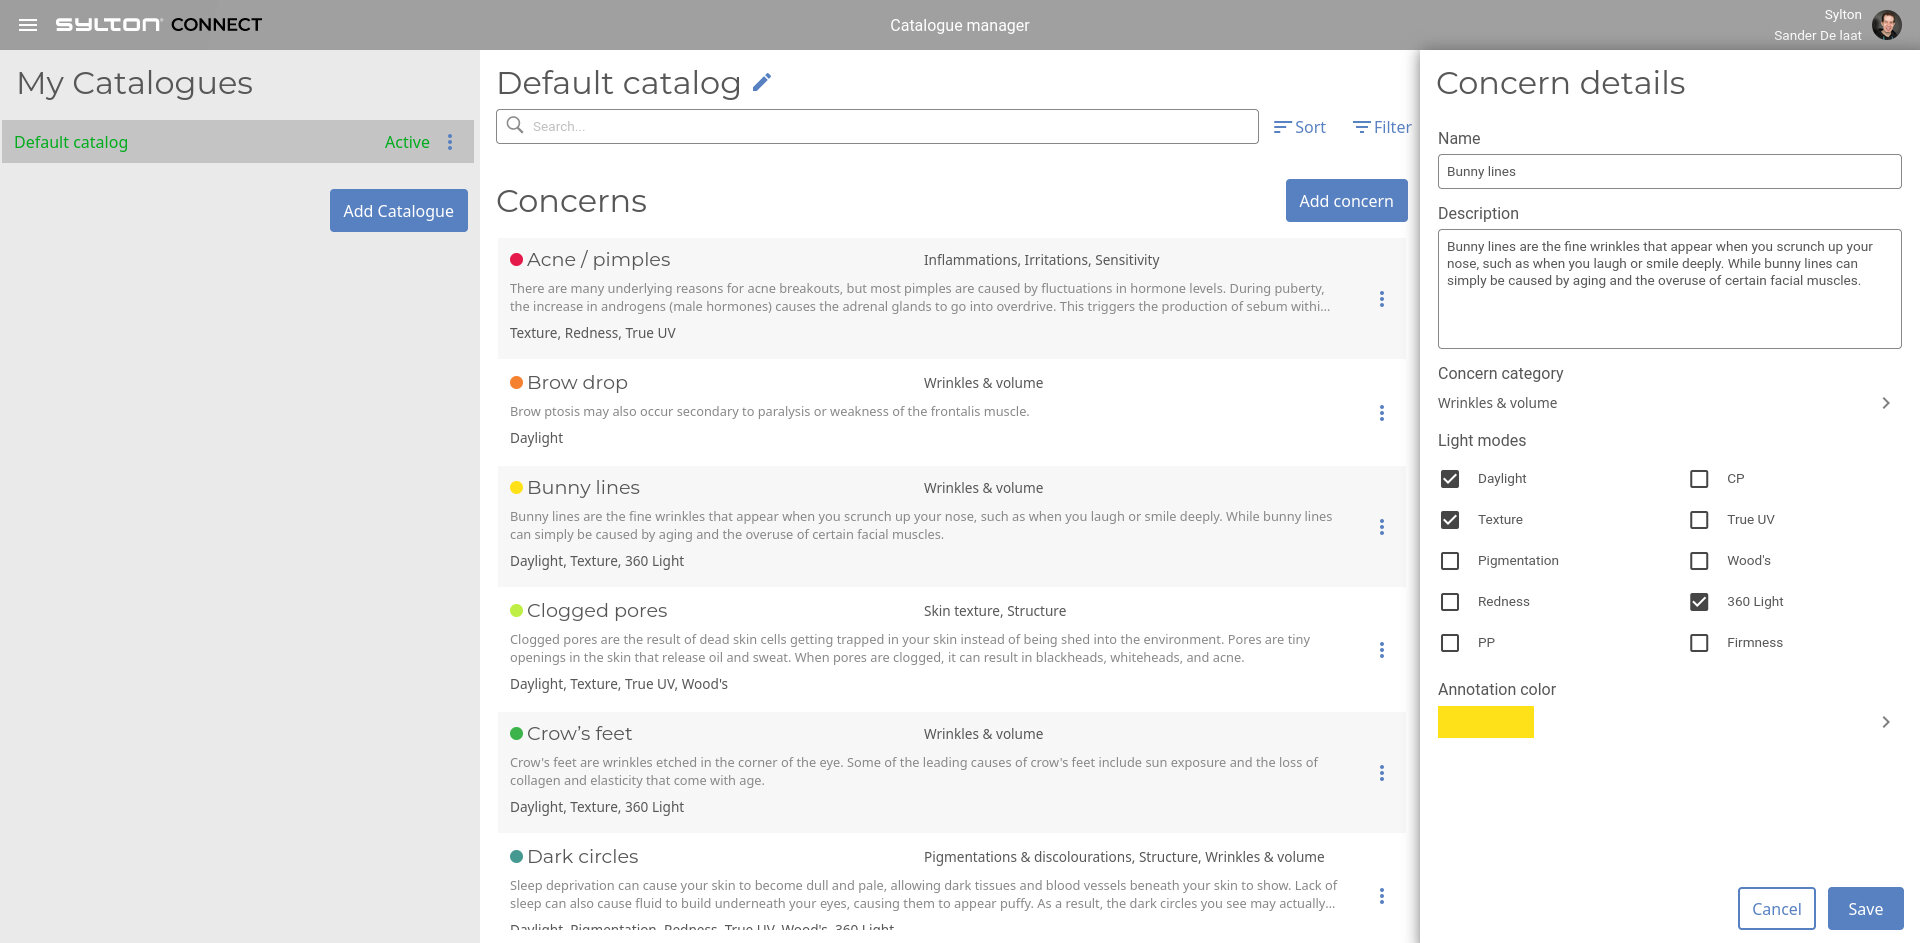 SYLTON CONNECT
Catalogue manager
Sylton
Sander De laat
My Catalogues
Default catalog
Active
Add Catalogue
Default catalog
Search...
Sort
Filter
Concerns
Add concern
Acne / pimples
Inflammations, Irritations, Sensitivity
There are many underlying reasons for acne breakouts, but most pimples are caused by fluctuations in hormone levels. During puberty,
the increase in androgens (male hormones) causes the adrenal glands to go into overdrive. This triggers the production of sebum withi...
Texture, Redness, True UV
Brow drop
Wrinkles & volume
Brow ptosis may also occur secondary to paralysis or weakness of the frontalis muscle.
Daylight
Bunny lines
Wrinkles & volume
Bunny lines are the fine wrinkles that appear when you scrunch up your nose, such as when you laugh or smile deeply. While bunny lines
can simply be caused by aging and the overuse of certain facial muscles.
Daylight, Texture, 360 Light
Clogged pores
Skin texture, Structure
Clogged pores are the result of dead skin cells getting trapped in your skin instead of being shed into the environment. Pores are tiny
openings in the skin that release oil and sweat. When pores are clogged, it can result in blackheads, whiteheads, and acne.
Daylight, Texture, True UV, Wood's
Crow’s feet
Wrinkles & volume
Crow's feet are wrinkles etched in the corner of the eye. Some of the leading causes of crow's feet include sun exposure and the loss of
collagen and elasticity that come with age.
Daylight, Texture, 360 Light
Dark circles
Pigmentations & discolourations, Structure, Wrinkles & volume
Sleep deprivation can cause your skin to become dull and pale, allowing dark tissues and blood vessels beneath your skin to show. Lack of
sleep can also cause fluid to build underneath your eyes, causing them to appear puffy. As a result, the dark circles you see may actually...
Daylight, Pigmentation, Redness, True UV, Wood's, 360 Light
Concern details
Name
Bunny lines
Description
Bunny lines are the fine wrinkles that appear when you scrunch up your
nose, such as when you laugh or smile deeply. While bunny lines can
simply be caused by aging and the overuse of certain facial muscles.
Concern category
Wrinkles & volume
Light modes
Daylight
CP
Texture
True UV
Pigmentation
Wood's
Redness
360 Light
PP
Firmness
Annotation color
Cancel
Save